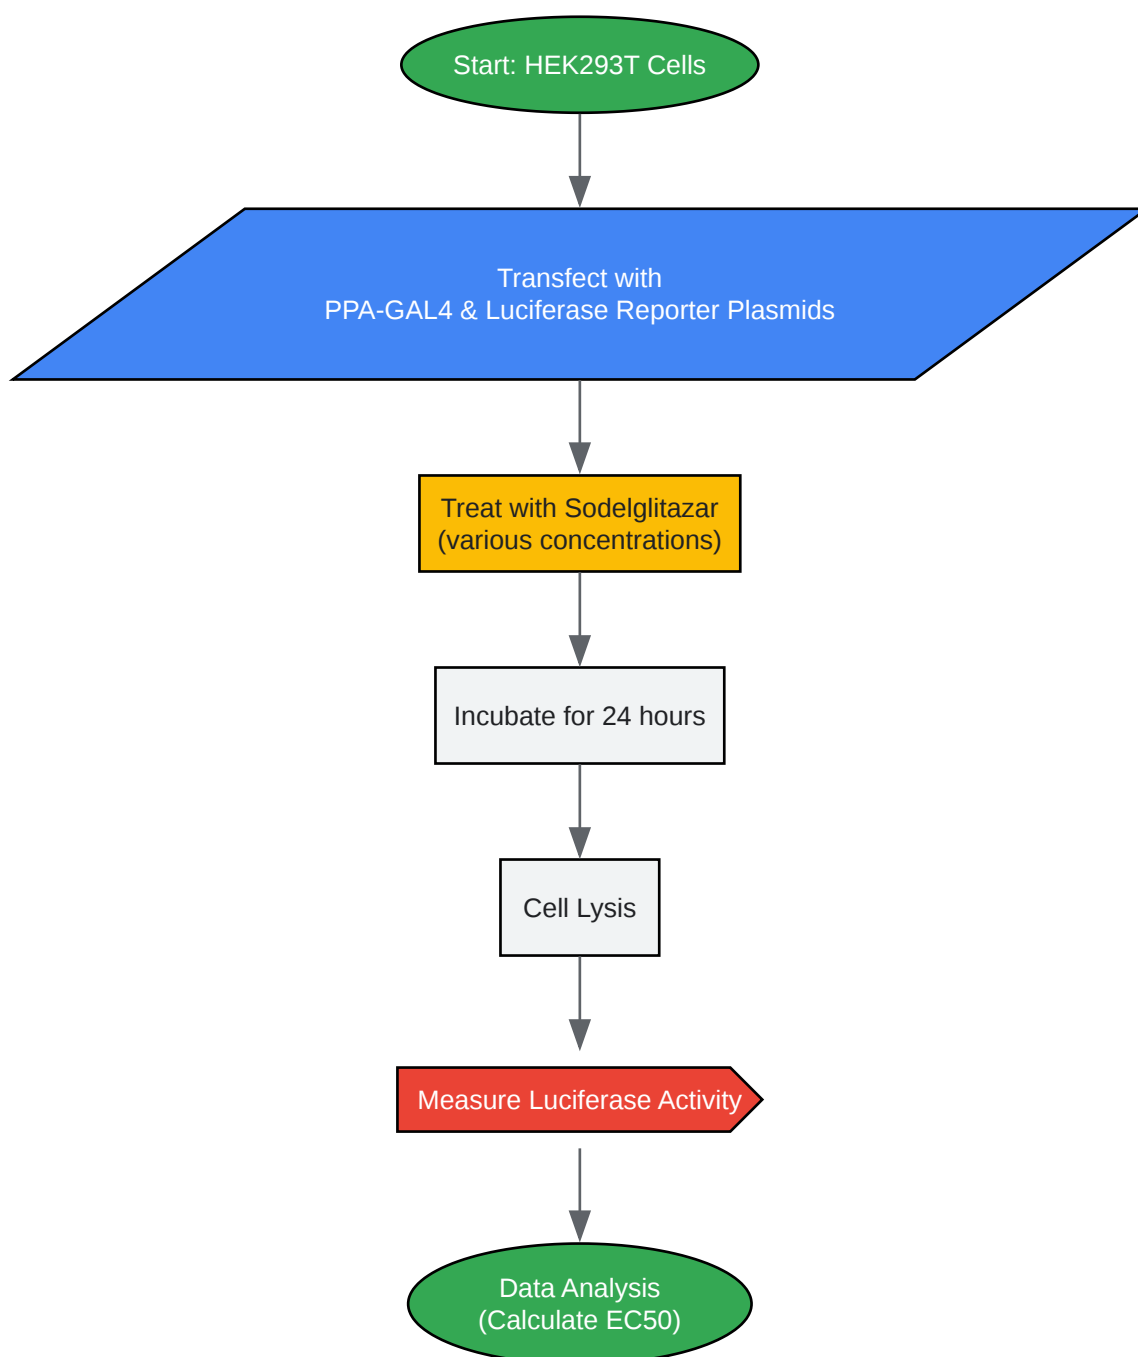 Start: HEK293T Cells
Transfect with
PPA-GAL4 & Luciferase Reporter Plasmids
Treat with Sodelglitazar
(various concentrations)
Incubate for 24 hours
Cell Lysis
Measure Luciferase Activity
Data Analysis
(Calculate EC50)